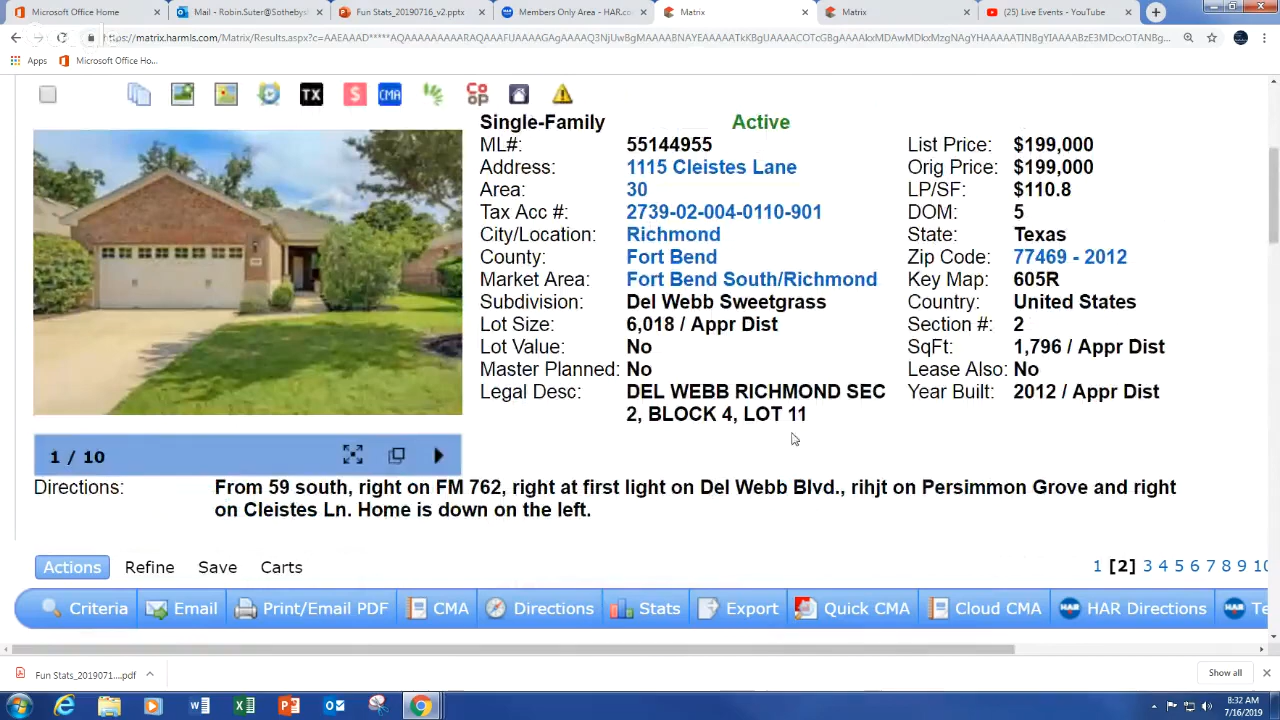 Microsoft Office Home
Mail - Robin.Suter@Sothebys
Fun Stats_20190716_v2.pptx
Members Only Area - HAR.co
Matrix
Matrix
(25) Live Events - YouTube
Apps
Microsoft Office Ho...
TX
$
CMA
CO
OP
Single-Family Active
ML#: 55144955 List Price: $199,000
Address: 1115 Cleistes Lane Orig Price: $199,000
Area: 30 LP/SF: $110.8
Tax Acc #: 2739-02-004-0110-901 DOM: 5
City/Location: Richmond State: Texas
County: Fort Bend Zip Code: 77469 - 2012
Market Area: Fort Bend South/Richmond Key Map: 605R
Subdivision: Del Webb Sweetgrass Country: United States
Lot Size: 6,018 / Appr Dist Section #: 2
Lot Value: No SqFt: 1,796 / Appr Dist
Master Planned: No Lease Also: No
Legal Desc: DEL WEBB RICHMOND SEC Year Built: 2012 / Appr Dist
2, BLOCK 4, LOT 11
1 / 10
Directions: From 59 south, right on FM 762, right at first light on Del Webb Blvd., rihjt on Persimmon Grove and right
on Cleistes Ln. Home is down on the left.
Actions Refine Save Carts 1 [2] 3 4 5 6 7 8 9 10
Criteria Email Print/Email PDF CMA Directions Stats Export Quick CMA Cloud CMA HAR HAR Directions HAR Te
Fun Stats_2019071....pdf Show all
8:32 AM
7/16/2019